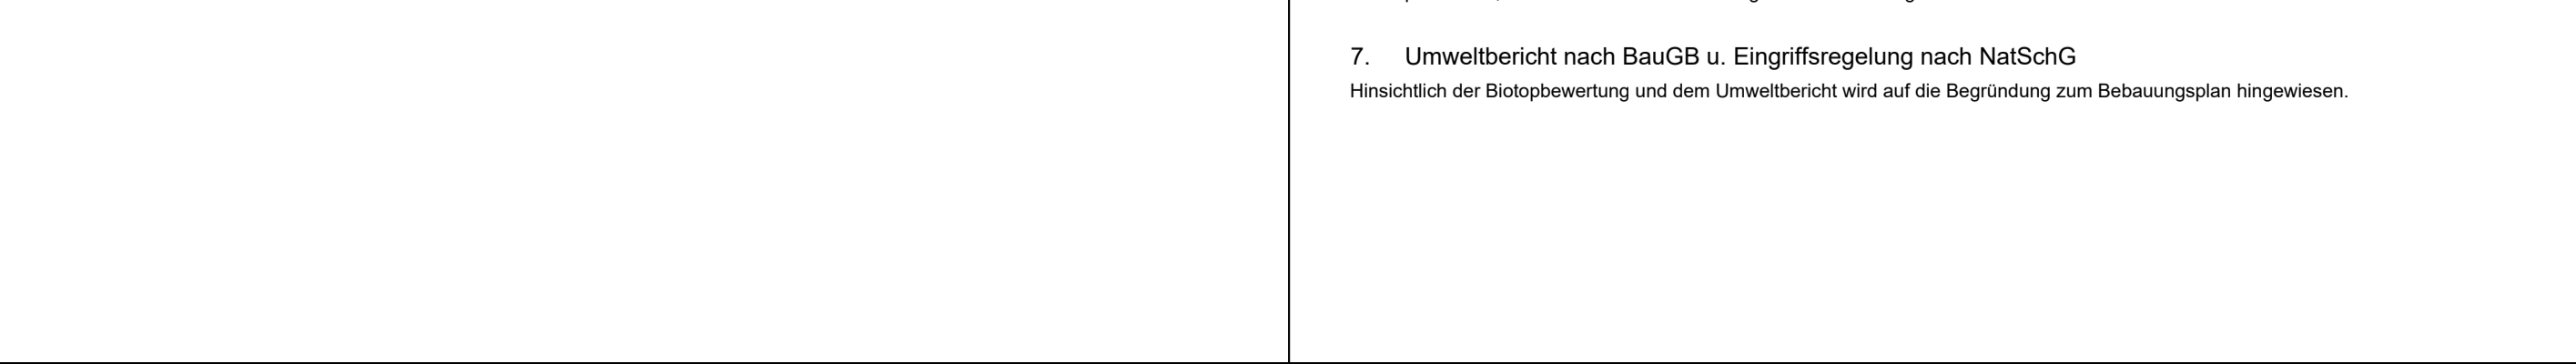 7. Umweltbericht nach BauGB u. Eingriffsregelung nach NatSchG
Hinsichtlich der Biotopbewertung und dem Umweltbericht wird auf die Begründung zum Bebauungsplan hingewiesen.